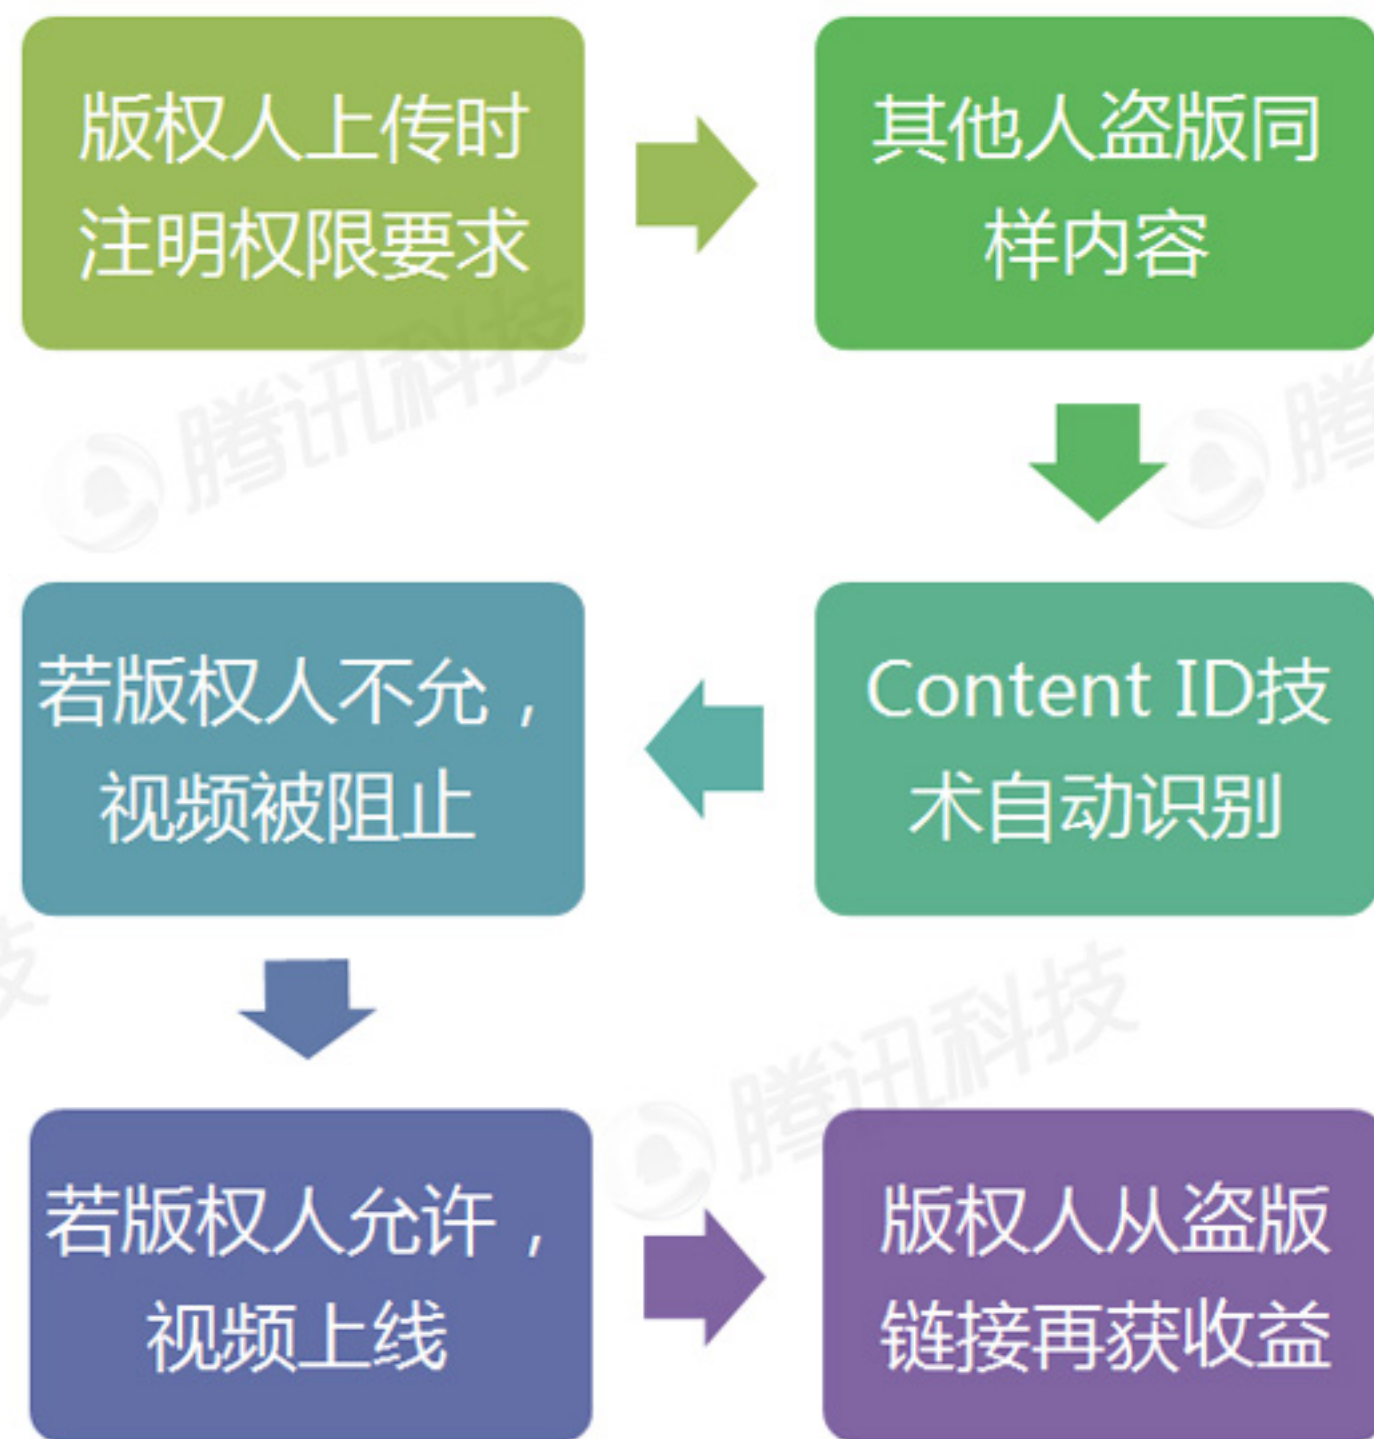 版权人上传时
注明权限要求
其他人盗版同
样内容
Content ID技
术自动识别
若版权人不允，
视频被阻止
若版权人允许，
视频上线
版权人从盗版
链接再获收益
腾讯科技
腾
技
腾讯科技